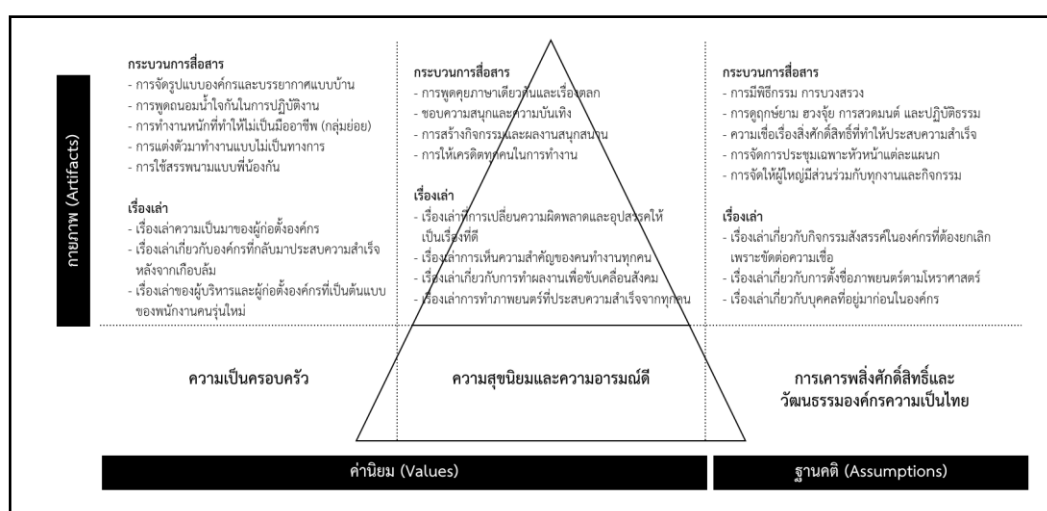 กายภาพ (Artifacts)
กระบวนการสื่อสาร
- การจัดรูปแบบองค์กรและบรรยากาศแบบบ้าน
- การพูดถนอมน้ำใจกันในการปฏิบัติงาน
- การทำงานหนักที่ทำให้ไม่เป็นมืออาชีพ (กลุ่มย่อย)
- การแต่งตัวมาทำงานแบบไม่เป็นทางการ
- การใช้สรรพนามแบบพี่น้องกัน
เรื่องเล่า
- เรื่องเล่าความเป็นมาของผู้ก่อตั้งองค์กร
- เรื่องเล่าเกี่ยวกับองค์กรที่กลับมาประสบความสำเร็จ
หลังจากเกือบล้ม
- เรื่องเล่าของผู้บริหารและผู้ก่อตั้งองค์กรที่เป็นต้นแบบ
ของพนักงานคนรุ่นใหม่
กระบวนการสื่อสาร
- การพูดคุยภาษาเดียวกันและเรื่องตลก
- ชอบความสนุกและความบันเทิง
- การสร้างกิจกรรมและผลงานสนุกสนาน
- การให้เครดิตทุกคนในการทำงาน
เรื่องเล่า
- เรื่องเล่าที่การเปลี่ยนความผิดพลาดและอุปสรรคให้
เป็นเรื่องที่ดี
- เรื่องเล่าการเห็นความสำคัญของคนทำงานทุกคน
- เรื่องเล่าเกี่ยวกับการทำผลงานเพื่อขับเคลื่อนสังคม
- เรื่องเล่าการทำภาพยนตร์ที่ประสบความสำเร็จจากทุกคน
กระบวนการสื่อสาร
- การมีพิธีกรรม การบวงสรวง
- การดูฤกษ์ยาม ฮวงจุ้ย การสวดมนต์ และปฏิบัติธรรม
- ความเชื่อเรื่องสิ่งศักดิ์สิทธิ์ที่ทำให้ประสบความสำเร็จ
- การจัดการประชุมเฉพาะหัวหน้าแต่ละแผนก
- การจัดให้ผู้ใหญ่มีส่วนร่วมกับทุกงานและกิจกรรม
เรื่องเล่า
- เรื่องเล่าเกี่ยวกับกิจกรรมสังสรรค์ในองค์กรที่ต้องยกเลิก
เพราะขัดต่อความเชื่อ
- เรื่องเล่าเกี่ยวกับการตั้งชื่อภาพยนตร์ตามโหราศาสตร์
- เรื่องเล่าเกี่ยวกับบุคคลที่อยู่มาก่อนในองค์กร
ความเป็นครอบครัว
ความสุขนิยมและความอารมณ์ดี
การเคารพสิ่งศักดิ์สิทธิ์และ
วัฒนธรรมองค์กรความเป็นไทย
ค่านิยม (Values)
ฐานคติ (Assumptions)